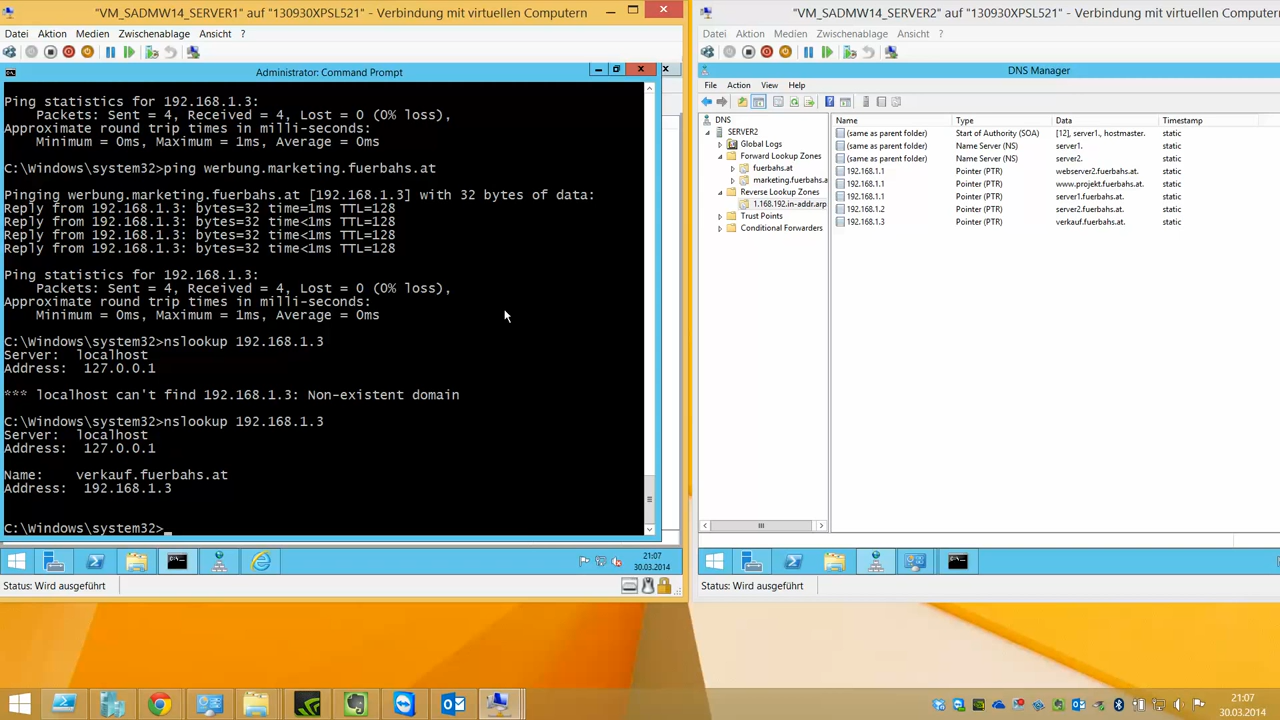 "VM_SADMW14_SERVER1" auf "130930XPSL521" - Verbindung mit virtuellen Computern
Datei Aktion Medien Zwischenablage Ansicht ?
Administrator: Command Prompt
Ping statistics for 192.168.1.3:
Packets: Sent = 4, Received = 4, Lost = 0 (0% loss),
Approximate round trip times in milli-seconds:
Minimum = 0ms, Maximum = 0ms, Average = 0ms
C:\Windows\system32>ping werbung.marketing.fuerbahs.at
Pinging werbung.marketing.fuerbahs.at [192.168.1.3] with 32 bytes of data:
Reply from 192.168.1.3: bytes=32 time=1ms TTL=128
Reply from 192.168.1.3: bytes=32 time<1ms TTL=128
Reply from 192.168.1.3: bytes=32 time<1ms TTL=128
Reply from 192.168.1.3: bytes=32 time<1ms TTL=128
Ping statistics for 192.168.1.3:
Packets: Sent = 4, Received = 4, Lost = 0 (0% loss),
Approximate round trip times in milli-seconds:
Minimum = 0ms, Maximum = 1ms, Average = 0ms
C:\Windows\system32>nslookup 192.168.1.3
Server: localhost
Address: 127.0.0.1
*** localhost can't find 192.168.1.3: Non-existent domain
C:\Windows\system32>nslookup 192.168.1.3
Server: localhost
Address: 127.0.0.1
Name: verkauf.fuerbahs.at
Address: 192.168.1.3
C:\Windows\system32>_
21:07
30.03.2014
Status: Wird ausgeführt
"VM_SADMW14_SERVER2" auf "130930XPSL521" - Verbindung mit virtuellen Computern
Datei Aktion Medien Zwischenablage Ansicht ?
DNS Manager
File Action View Help
DNS
SERVER2
Global Logs
Forward Lookup Zones
fuerbahs.at
marketing.fuerbahs.a
Reverse Lookup Zones
1.168.192.in-addr.arp
Trust Points
Conditional Forwarders
Name Type Data Timestamp
(same as parent folder) Start of Authority (SOA) [12], server1., hostmaster. static
(same as parent folder) Name Server (NS) server1. static
(same as parent folder) Name Server (NS) server2. static
192.168.1.1 Pointer (PTR) webserver2.fuerbahs.at. static
192.168.1.1 Pointer (PTR) www.projekt.fuerbahs.at. static
192.168.1.1 Pointer (PTR) server1.fuerbahs.at. static
192.168.1.2 Pointer (PTR) server2.fuerbahs.at. static
192.168.1.3 Pointer (PTR) verkauf.fuerbahs.at. static
Status: Wird ausgeführt
21:07
30.03.2014